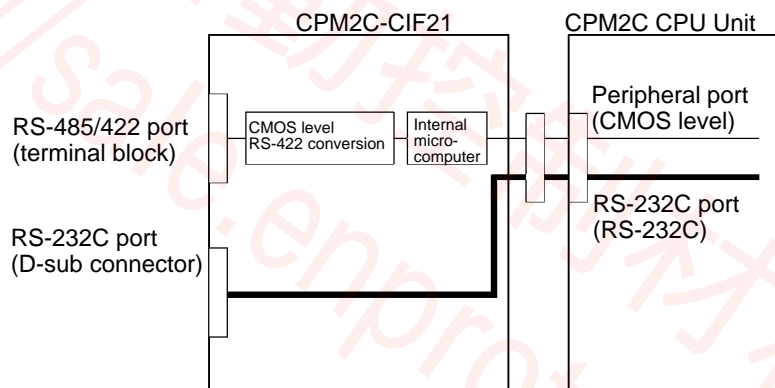 CPM2C-CIF21
CPM2C CPU Unit
RS-485/422 port
(terminal block)
CMOS level
RS-422 conversion
Internal
micro-
computer
Peripheral port
(CMOS level)
RS-232C port
(RS-232C)
RS-232C port
(D-sub connector)